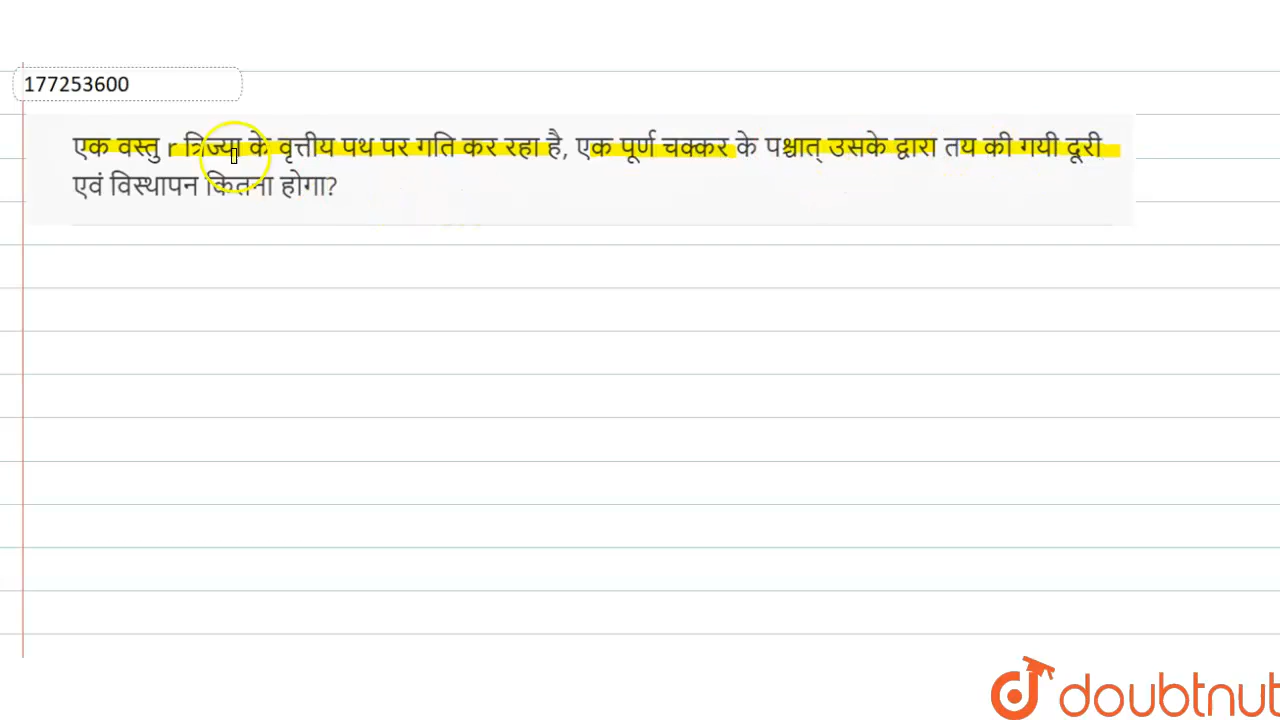 177253600
एक वस्तु r त्रिज्या के वृत्तीय पथ पर गति कर रहा है, एक पूर्ण चक्कर के पश्चात् उसके द्वारा तय की गयी दूरी
एवं विस्थापन कितना होगा?
doubtnut